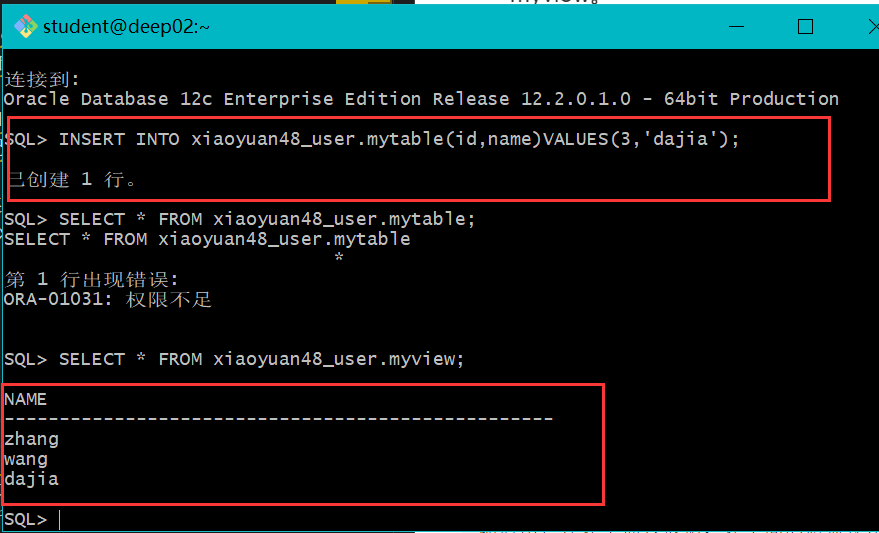 myview。
student@deep02:~
连接到:
Oracle Database 12c Enterprise Edition Release 12.2.0.1.0 - 64bit Production
SQL> INSERT INTO xiaoyuan48_user.mytable(id,name)VALUES(3,'dajia');
已创建 1 行。
SQL> SELECT * FROM xiaoyuan48_user.mytable;
SELECT * FROM xiaoyuan48_user.mytable
*
第 1 行出现错误:
ORA-01031: 权限不足
SQL> SELECT * FROM xiaoyuan48_user.myview;
NAME
--------------------------------------------------
zhang
wang
dajia
SQL>